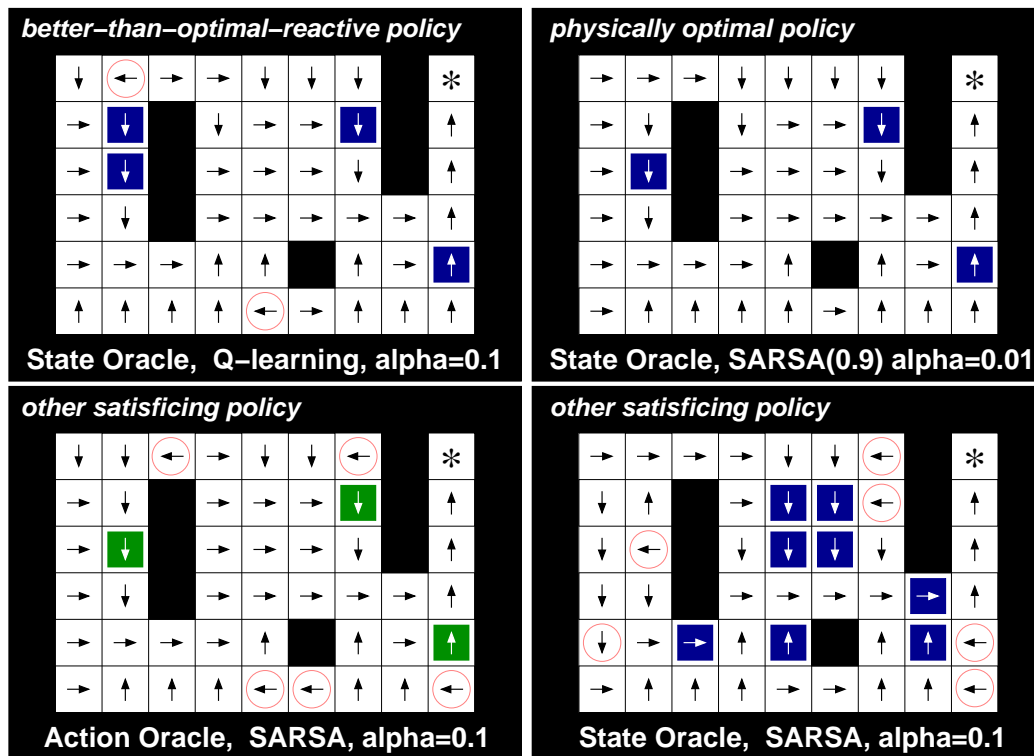 better–than–optimal–reactive policy
State Oracle, Q–learning, alpha=0.1
physically optimal policy
State Oracle, SARSA(0.9) alpha=0.01
other satisficing policy
Action Oracle, SARSA, alpha=0.1
other satisficing policy
State Oracle, SARSA, alpha=0.1